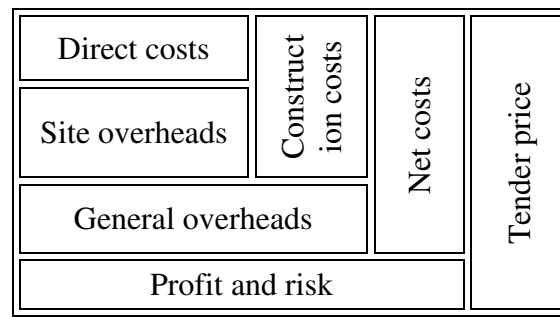 Direct costs
Site overheads
Construct
ion costs
General overheads
Net costs
Profit and risk
Tender price